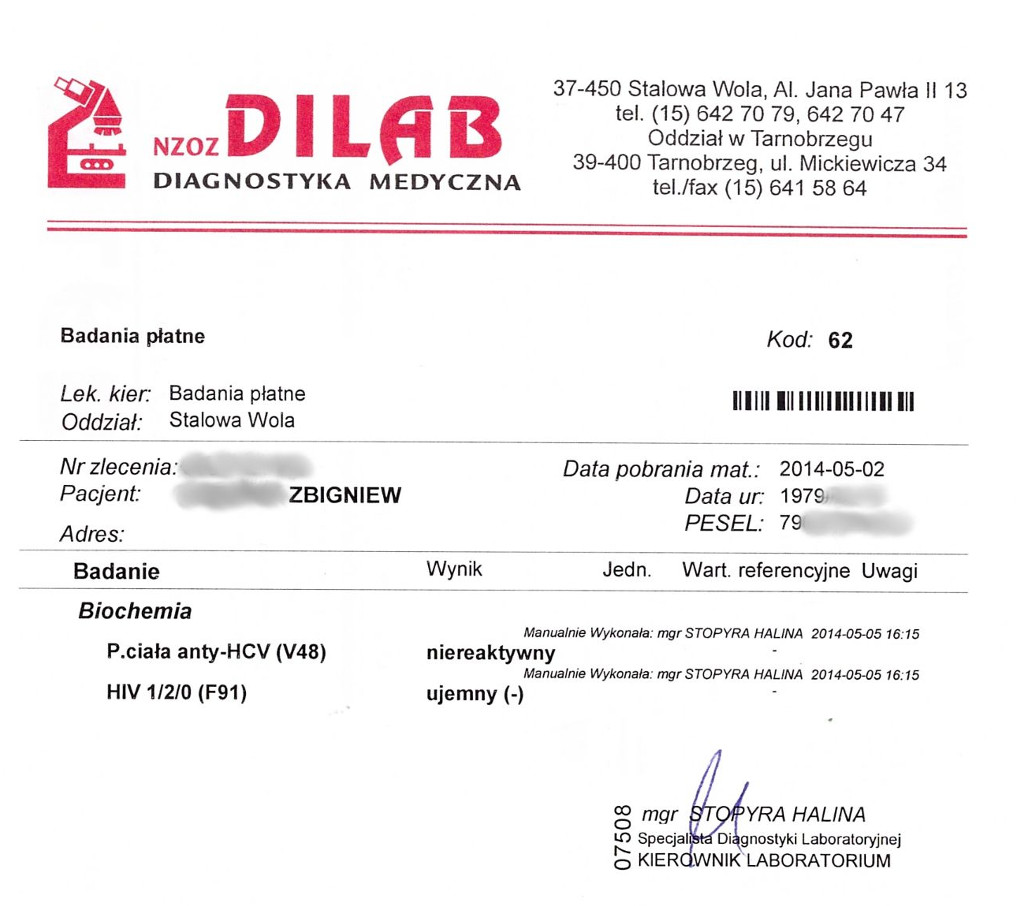 NZOZ DILAB
DIAGNOSTYKA MEDYCZNA
37-450 Stalowa Wola, Al. Jana Pawła II 13
tel. (15) 642 70 79, 642 70 47
Oddział w Tarnobrzegu
39-400 Tarnobrzeg, ul. Mickiewicza 34
tel./fax (15) 641 58 64
Badania płatne
Kod: 62
Lek. kier: Badania płatne
Oddział: Stalowa Wola
Nr zlecenia:
Data pobrania mat.: 2014-05-02
Pacjent: ZBIGNIEW
Data ur: 1979
PESEL: 79
Adres:
Badanie Wynik Jedn. Wart. referencyjne Uwagi
Biochemia
Manualnie Wykonała: mgr STOPYRA HALINA 2014-05-05 16:15
P.ciała anty-HCV (V48) niereaktywny -
Manualnie Wykonała: mgr STOPYRA HALINA 2014-05-05 16:15
HIV 1/2/0 (F91) ujemny (-) -
07508
mgr STOPYRA HALINA
Specjalista Diagnostyki Laboratoryjnej
KIEROWNIK LABORATORIUM